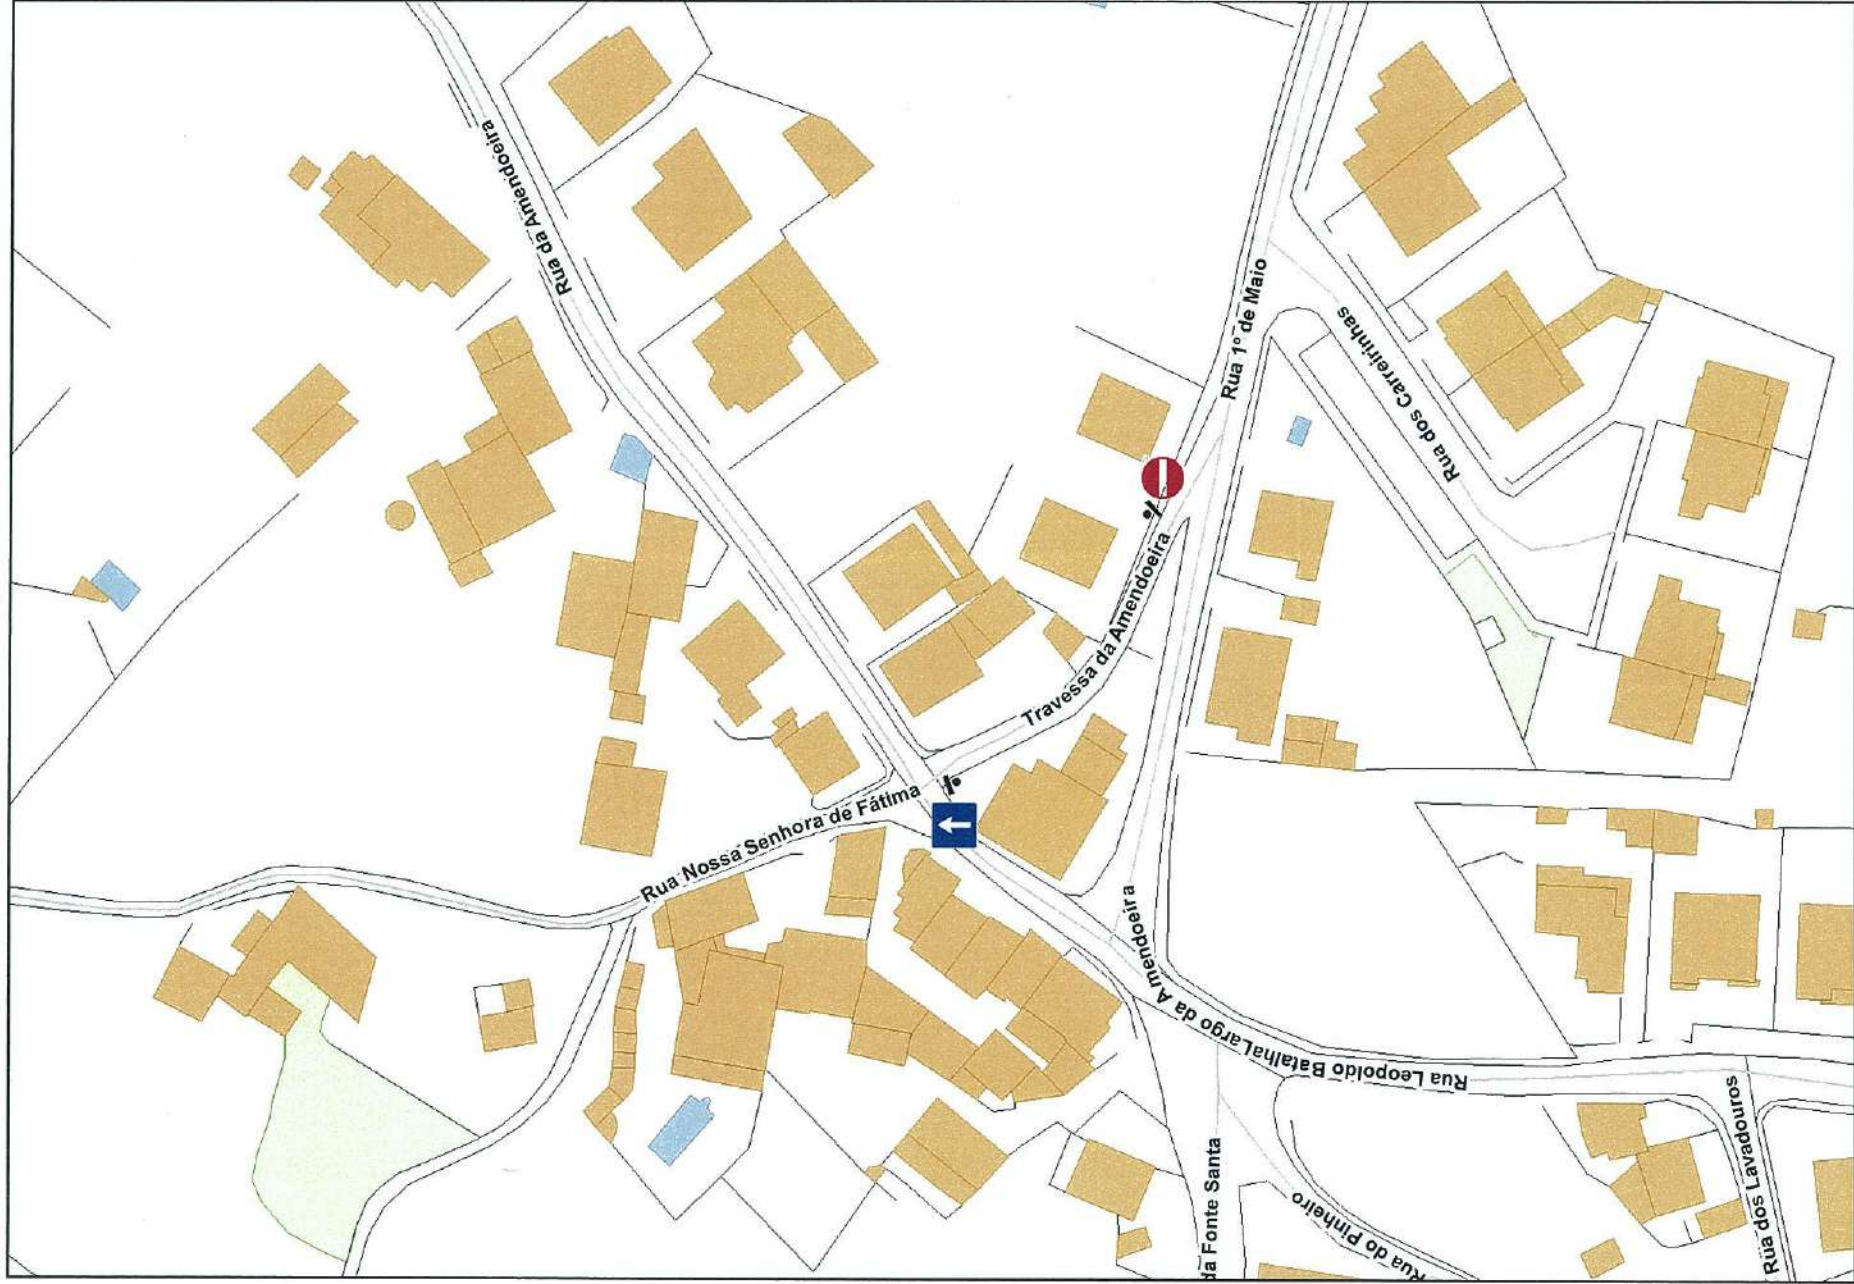 Rua da Amendoeira
Rua 1º de Maio
Rua dos Carreirinhas
Travessa da Amendoeira
Rua Nossa Senhora de Fátima
Largo da Amendoeira
Rua Leopoldo Batalha
da Fonte Santa
Rua do Pinheiro
Rua dos Lavadouros